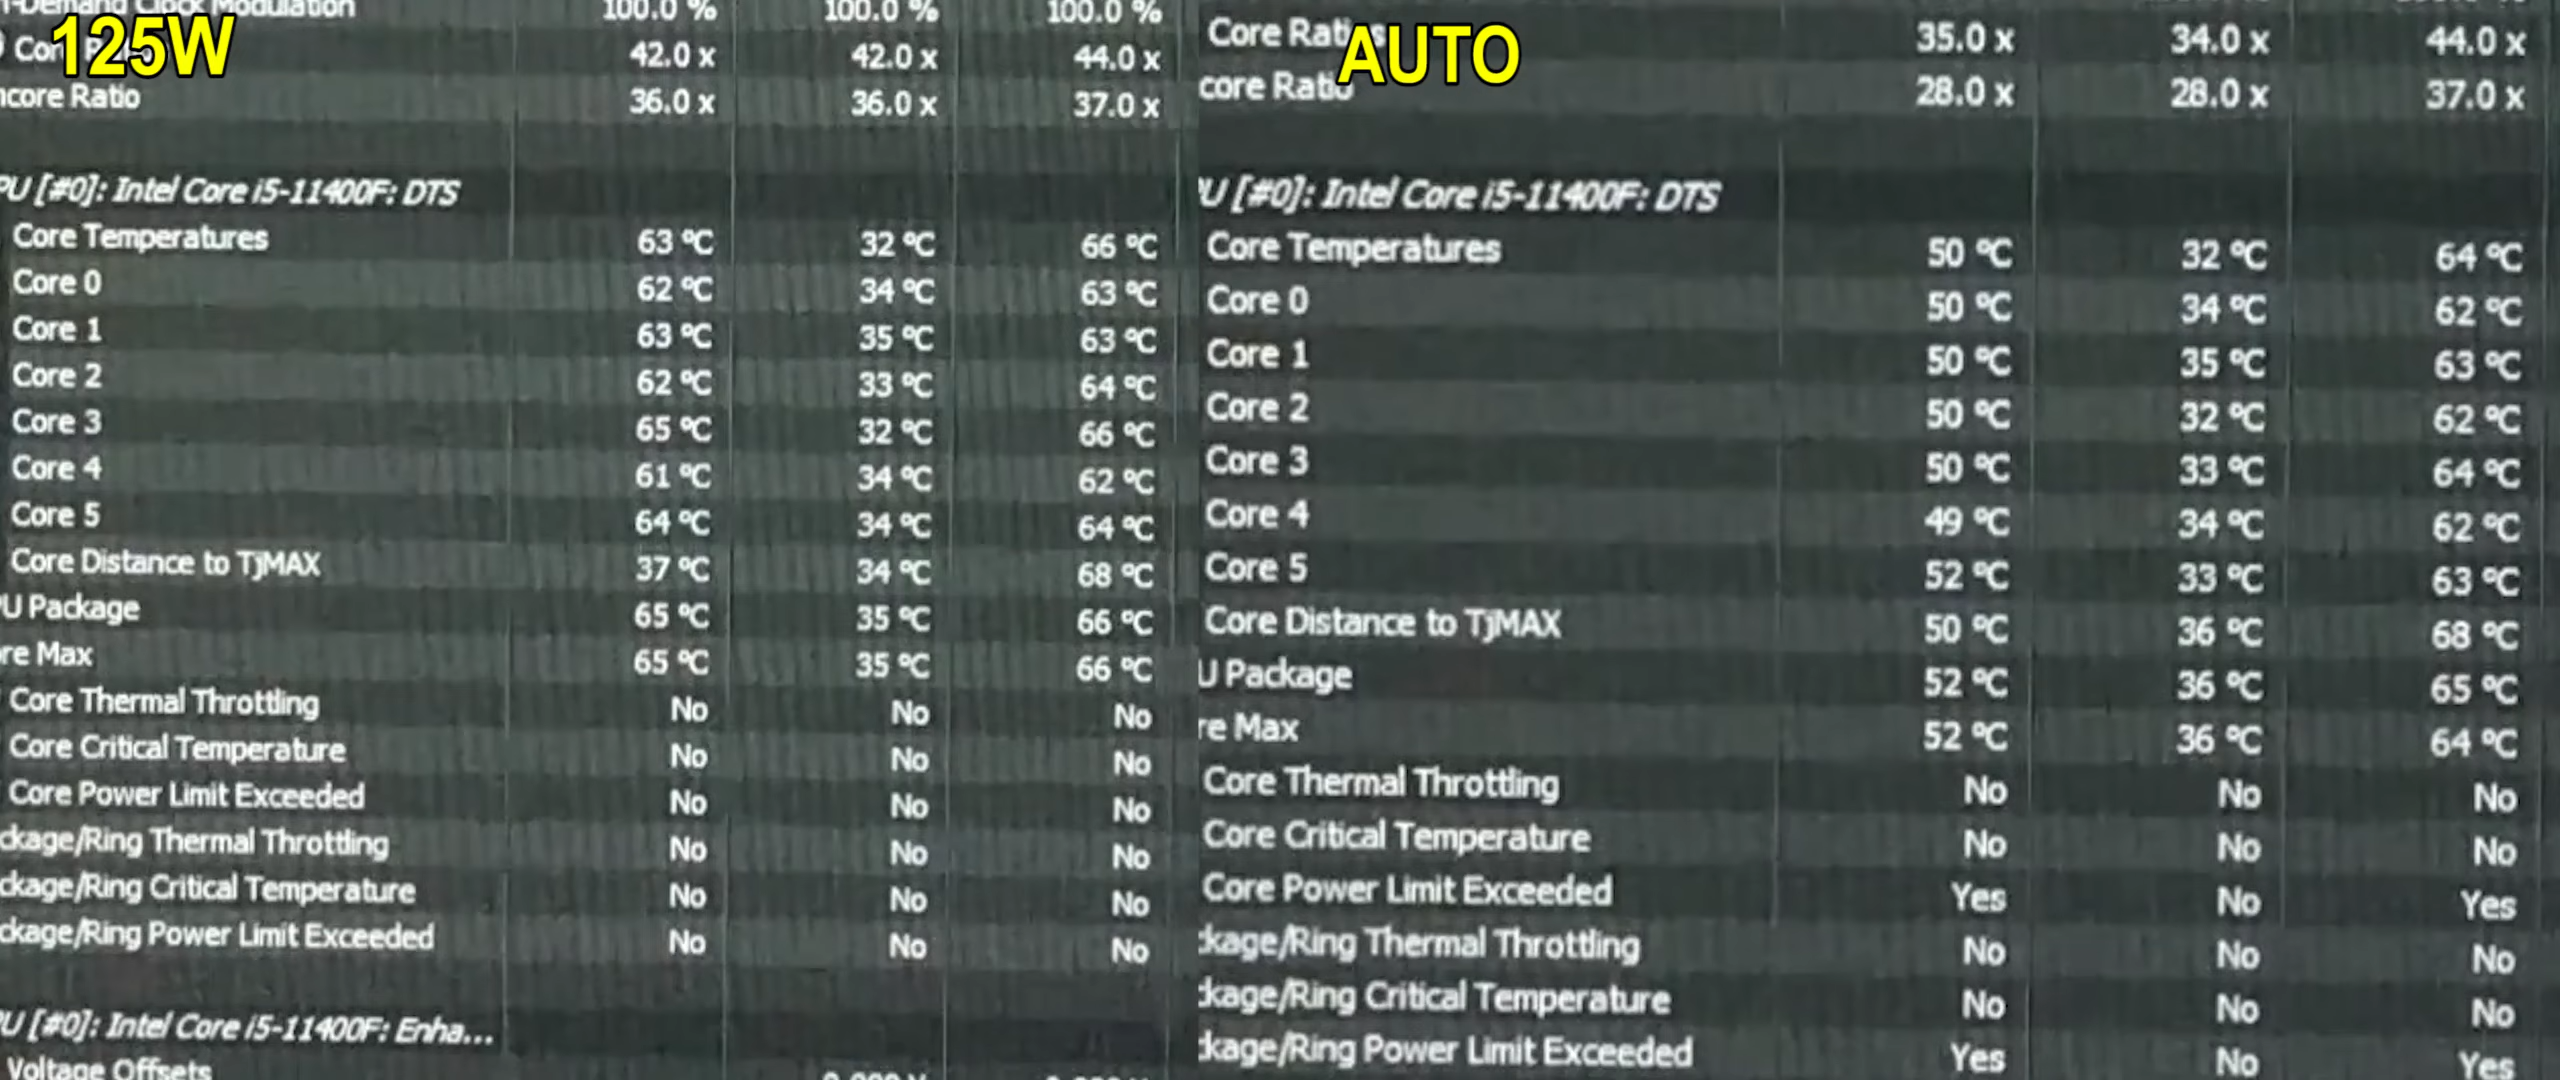 125W
Clock Modulation 100.0 % 100.0 % 100.0 %
42.0 x 42.0 x 44.0 x
core Ratio 36.0 x 36.0 x 37.0 x
PU [#0]: Intel Core i5-11400F: DTS
Core Temperatures 63 °C 32 °C 66 °C
Core 0 62 °C 34 °C 63 °C
Core 1 63 °C 35 °C 63 °C
Core 2 62 °C 33 °C 64 °C
Core 3 65 °C 32 °C 66 °C
Core 4 61 °C 34 °C 62 °C
Core 5 64 °C 34 °C 64 °C
Core Distance to TjMAX 37 °C 34 °C 68 °C
U Package 65 °C 35 °C 66 °C
re Max 65 °C 35 °C 66 °C
Core Thermal Throttling No No No
Core Critical Temperature No No No
Core Power Limit Exceeded No No No
ckage/Ring Thermal Throttling No No No
ckage/Ring Critical Temperature No No No
ckage/Ring Power Limit Exceeded No No No
PU [#0]: Intel Core i5-11400F: Enha...
Voltage Offsets
AUTO
Core Ratios 35.0 x 34.0 x 44.0 x
core Ratio 28.0 x 28.0 x 37.0 x
U [#0]: Intel Core i5-11400F: DTS
Core Temperatures 50 °C 32 °C 64 °C
Core 0 50 °C 34 °C 62 °C
Core 1 50 °C 35 °C 63 °C
Core 2 50 °C 32 °C 62 °C
Core 3 50 °C 33 °C 64 °C
Core 4 49 °C 34 °C 62 °C
Core 5 52 °C 33 °C 63 °C
Core Distance to TjMAX 50 °C 36 °C 68 °C
U Package 52 °C 36 °C 65 °C
re Max 52 °C 36 °C 64 °C
Core Thermal Throttling No No No
Core Critical Temperature No No No
Core Power Limit Exceeded Yes No Yes
kage/Ring Thermal Throttling No No No
kage/Ring Critical Temperature No No No
kage/Ring Power Limit Exceeded Yes No Yes